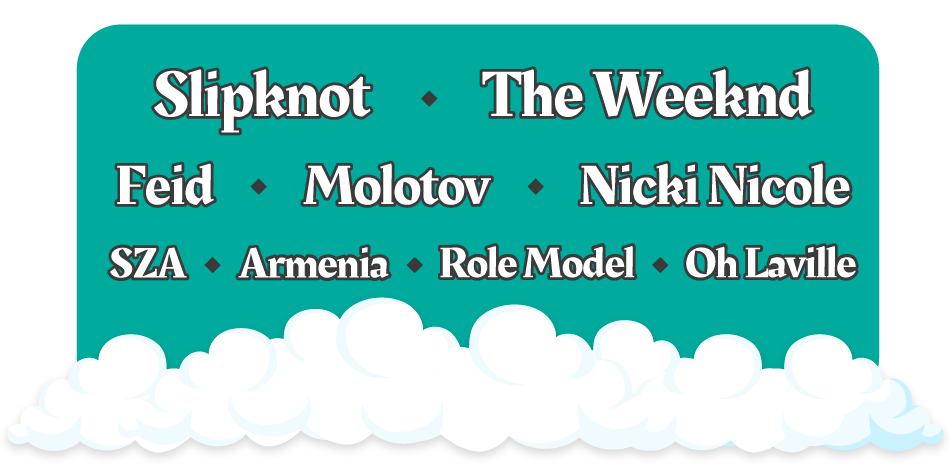 Slipknot ◆ The Weeknd
Feid ◆ Molotov ◆ Nicki Nicole
SZA ◆ Armenia ◆ Role Model ◆ Oh Laville